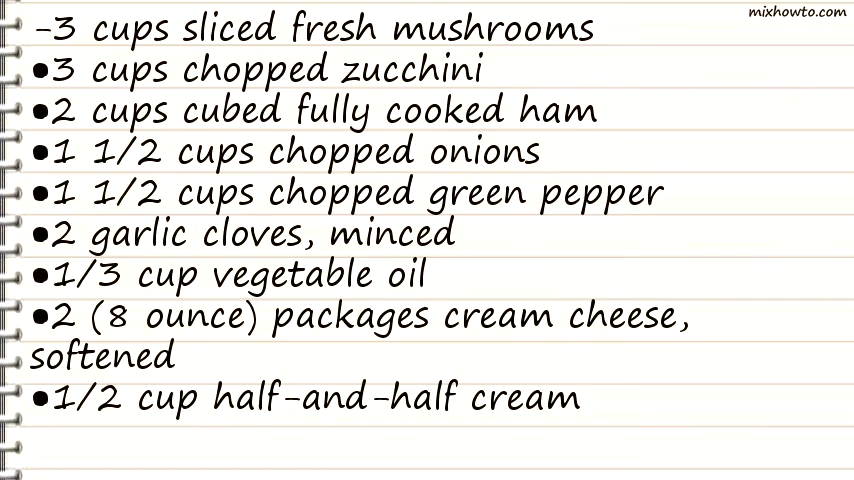 mixhowto.com
-3 cups sliced fresh mushrooms
•3 cups chopped zucchini
•2 cups cubed fully cooked ham
•1 1/2 cups chopped onions
•1 1/2 cups chopped green pepper
•2 garlic cloves, minced
•1/3 cup vegetable oil
•2 (8 ounce) packages cream cheese,
softened
•1/2 cup half-and-half cream